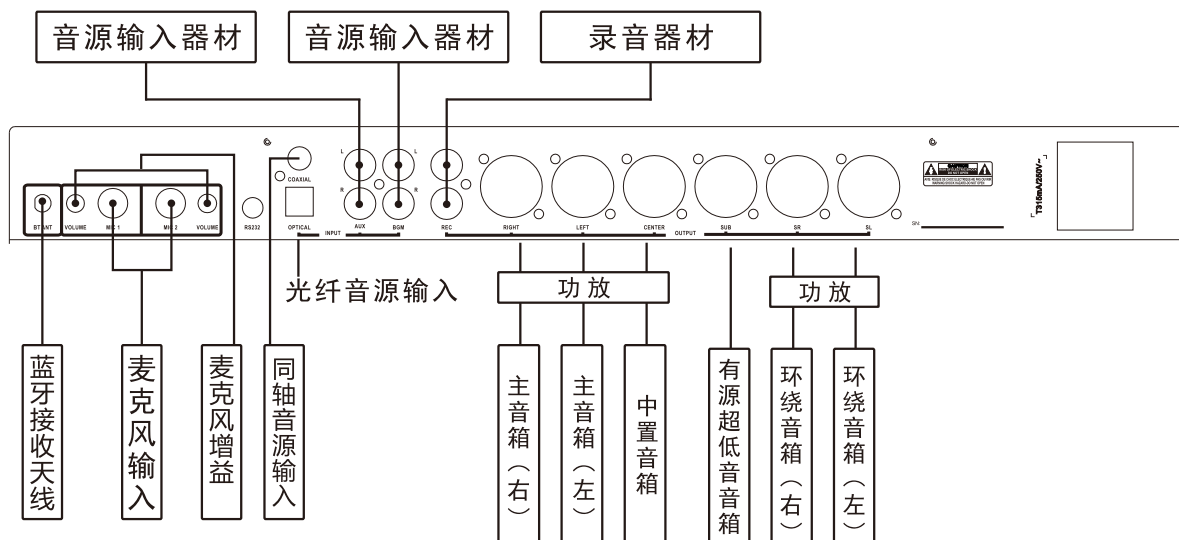 音源输入器材
音源输入器材
录音器材
L
L
COAXIAL
CAUTION
T315mA/250V~
R
R
BT ANT
VOLUME
MIC 1
MIC 2
VOLUME
RS232
OPTICAL
INPUT
AUX
BGM
REC
RIGHT
LEFT
CENTER
OUTPUT
SUB
SR
SL
SN:
光纤音源输入
功放
功放
蓝牙接收天线
麦克风输入
麦克风增益
同轴音源输入
主音箱（右）
主音箱（左）
中置音箱
有源超低音音箱
环绕音箱（右）
环绕音箱（左）